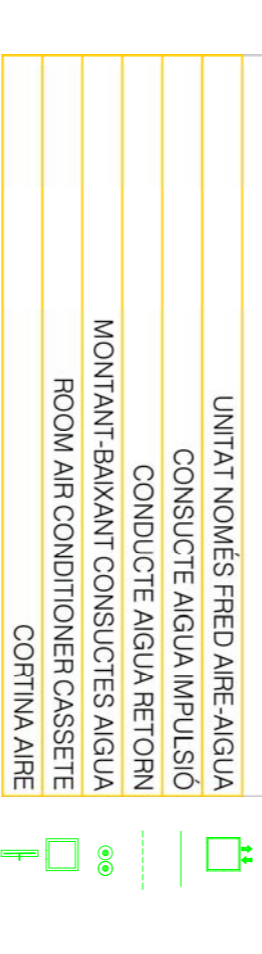 UNITAT NOMÉS FRED AIRE-AIGUA
CONSUCTE AIGUA IMPULSIÓ
CONDUCTE AIGUA RETORN
MONTANT-BAIXANT CONSUCTES AIGUA
ROOM AIR CONDITIONER CASSETE
CORTINA AIRE